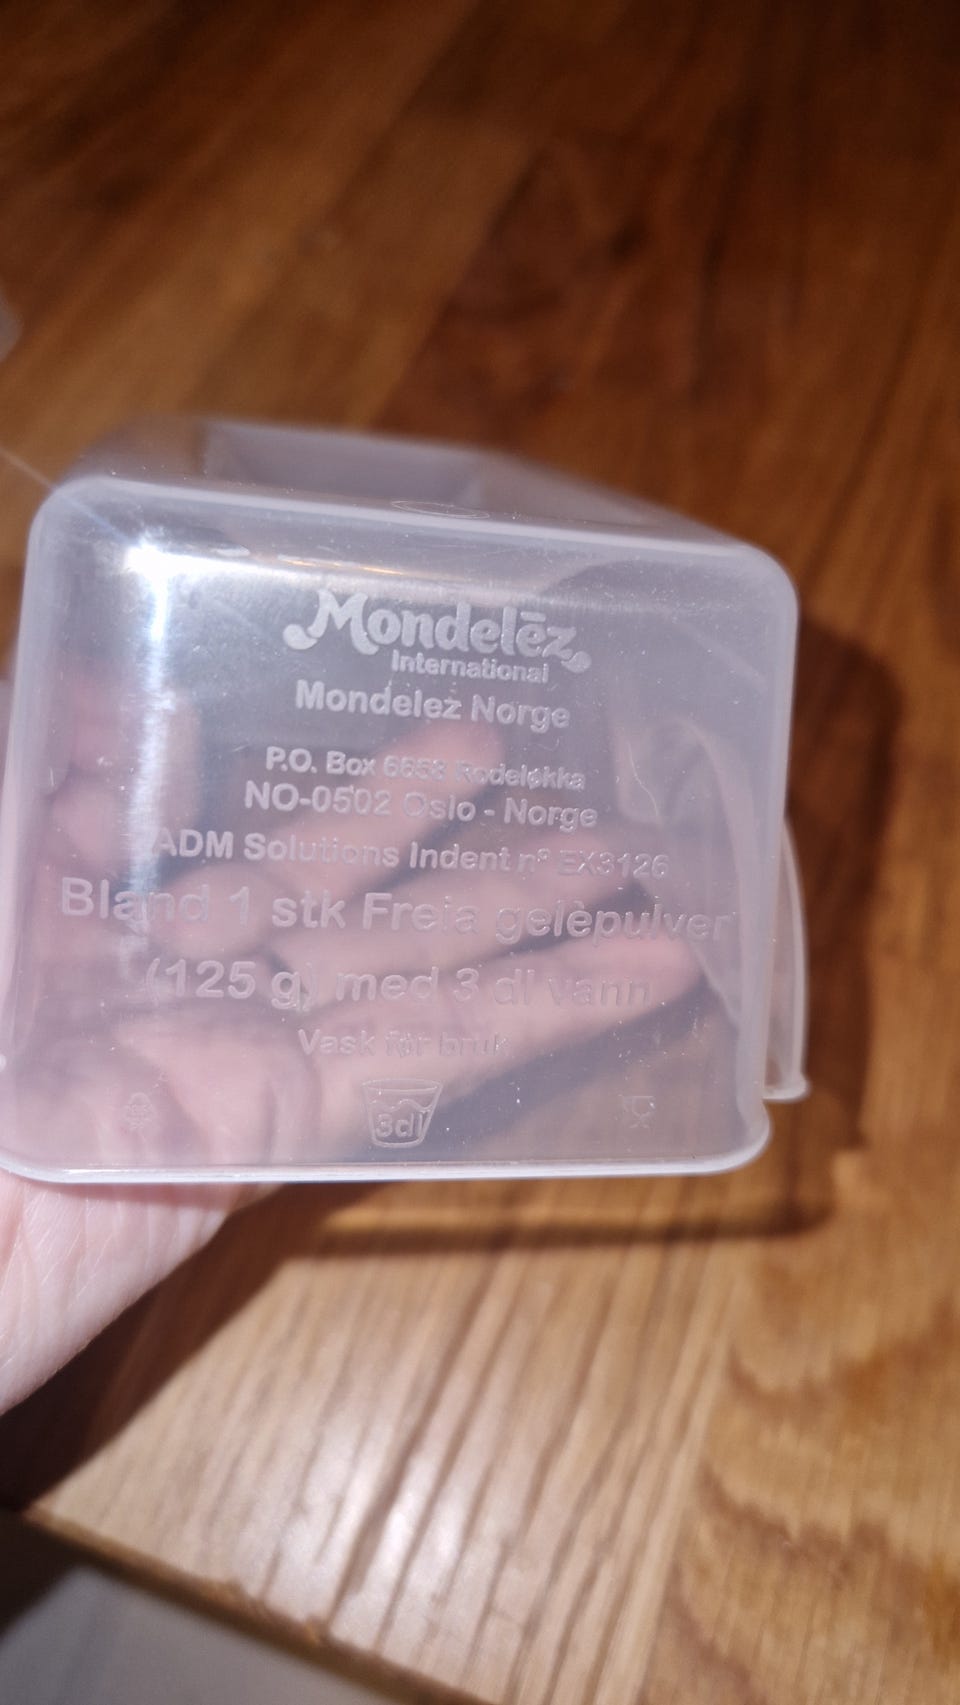 Mondelēz
International
Mondelez Norge
P.O. Box 6658 Rodeløkka
NO-0502 Oslo - Norge
ADM Solutions Indent nº EX3126
Bland 1 stk Freia gelèpulver
(125 g) med 3 dl vann
Vask før bruk
3dl